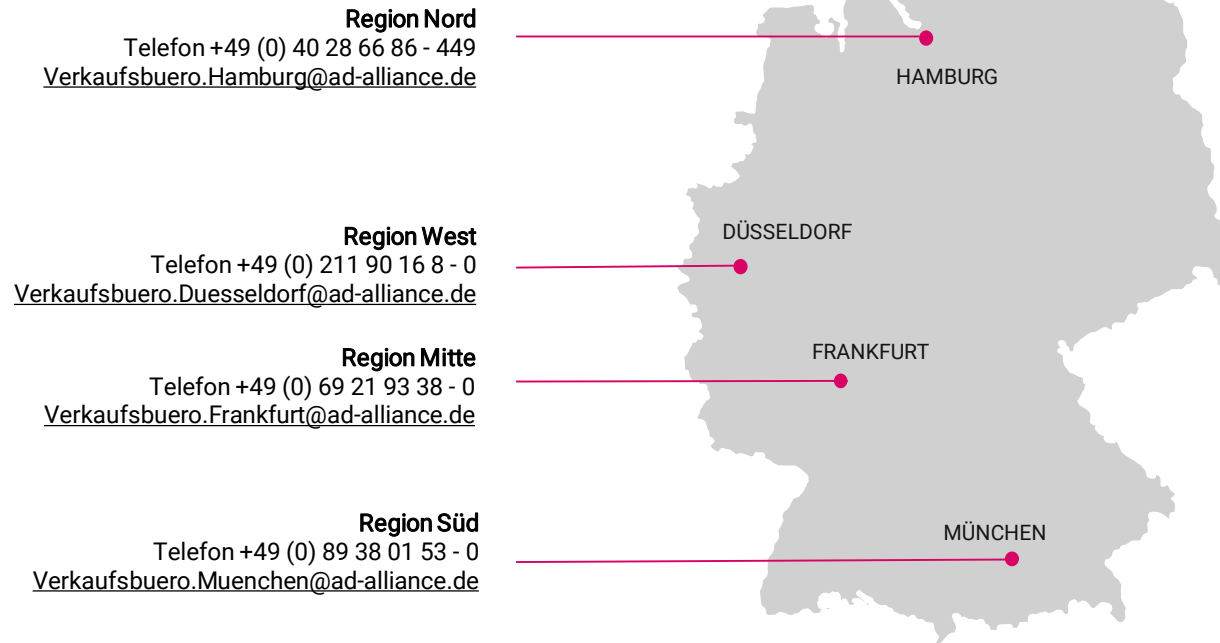 Region Nord
Telefon +49 (0) 40 28 66 86 - 449
Verkaufsbuero.Hamburg@ad-alliance.de
HAMBURG
Region West
Telefon +49 (0) 211 90 16 8 - 0
Verkaufsbuero.Duesseldorf@ad-alliance.de
DÜSSELDORF
Region Mitte
Telefon +49 (0) 69 21 93 38 - 0
Verkaufsbuero.Frankfurt@ad-alliance.de
FRANKFURT
Region Süd
Telefon +49 (0) 89 38 01 53 - 0
Verkaufsbuero.Muenchen@ad-alliance.de
MÜNCHEN